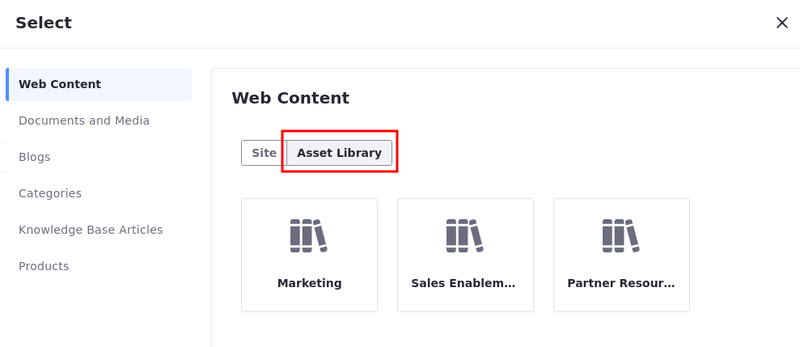 Select
Web Content
Documents and Media
Blogs
Categories
Knowledge Base Articles
Products
Web Content
Site Asset Library
Marketing Sales Enablem... Partner Resour...